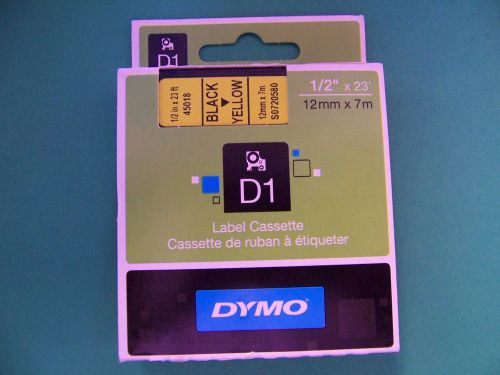 D1
1/2 in x 23 ft
45018
BLACK
YELLOW
12mm x 7m
S0720580
1/2" x 23'
12mm x 7m
D1
Label Cassette
Cassette de ruban à étiqueter
DYMO